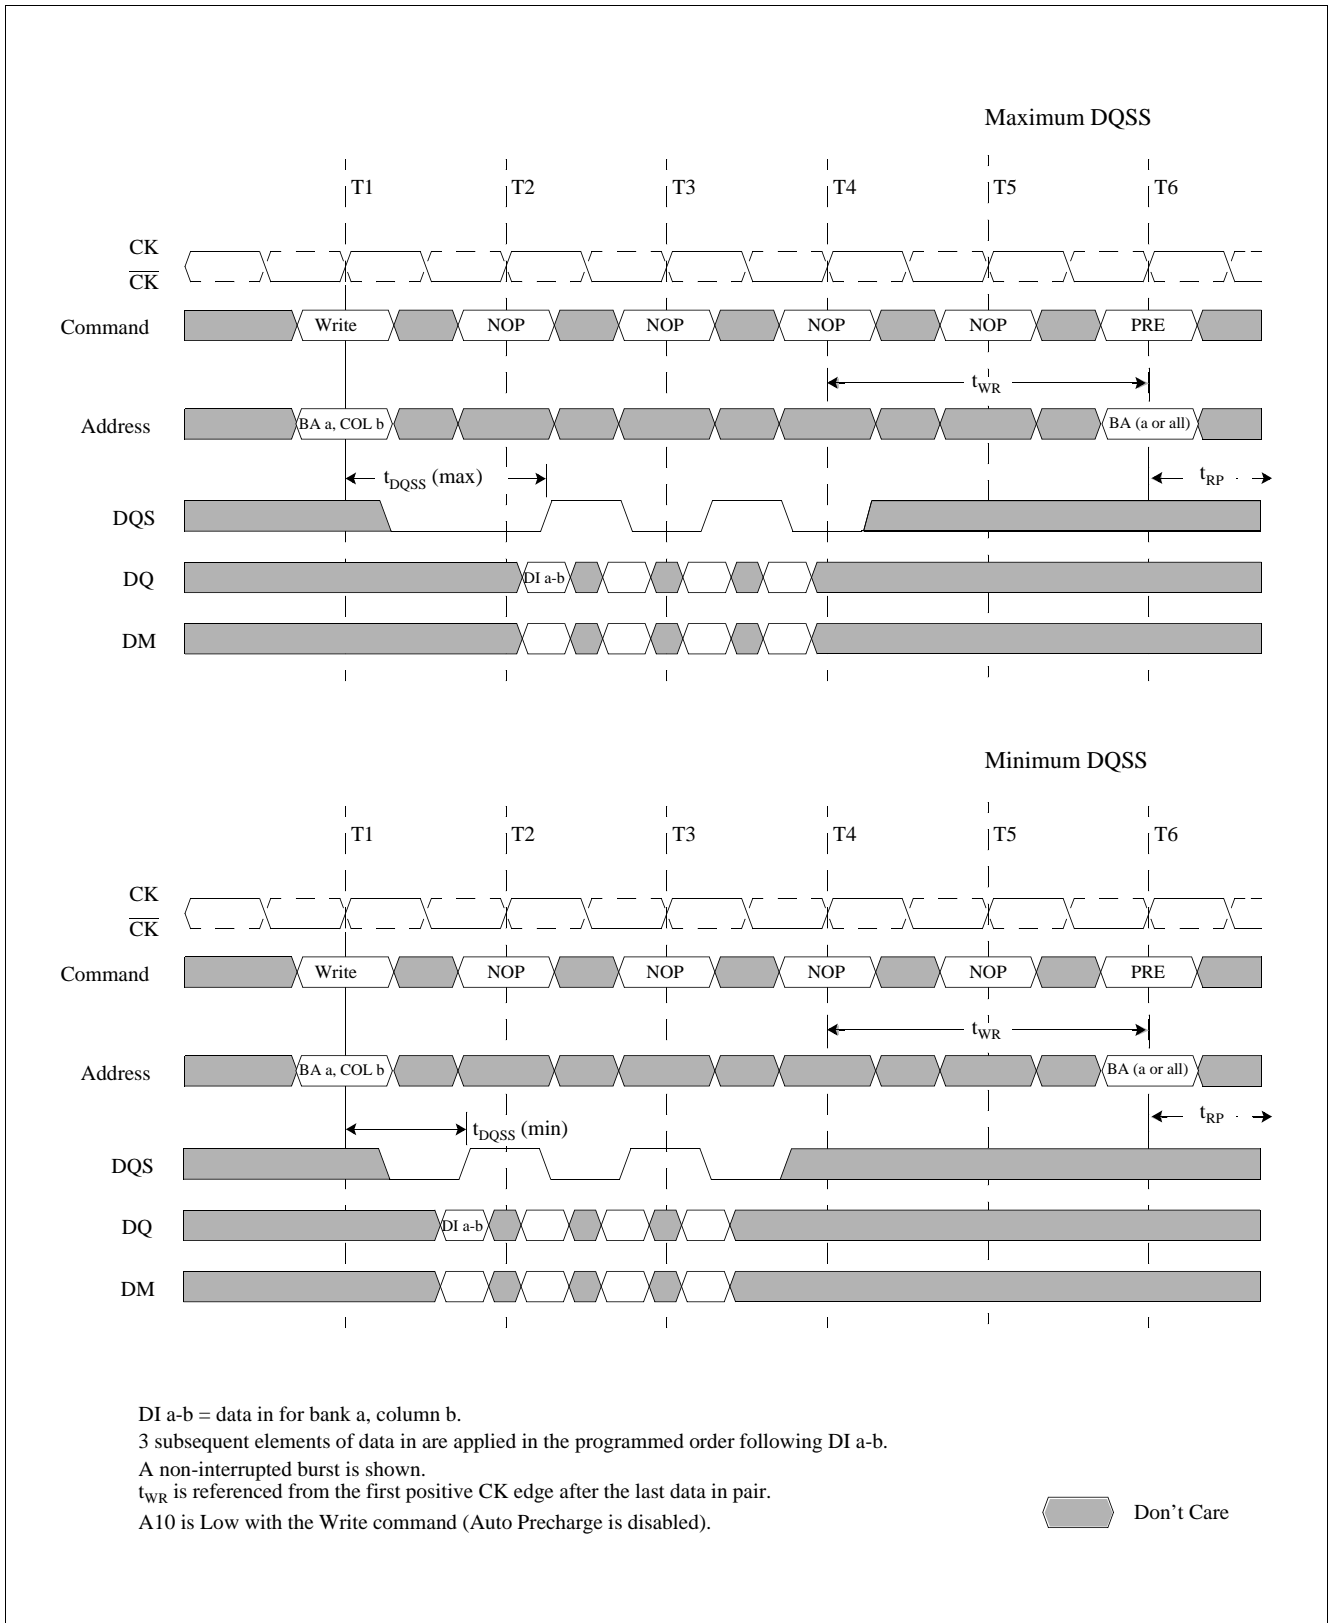 Maximum DQSS
T1 T2 T3 T4 T5 T6
CK
CK
Command Write NOP NOP NOP NOP PRE
tWR
Address BA a, COL b BA (a or all)
tDQSS (max) tRP
DQS
DQ DI a-b
DM
Minimum DQSS
T1 T2 T3 T4 T5 T6
CK
CK
Command Write NOP NOP NOP NOP PRE
tWR
Address BA a, COL b BA (a or all)
tDQSS (min) tRP
DQS
DQ DI a-b
DM
DI a-b = data in for bank a, column b.
3 subsequent elements of data in are applied in the programmed order following DI a-b.
A non-interrupted burst is shown.
tWR is referenced from the first positive CK edge after the last data in pair.
A10 is Low with the Write command (Auto Precharge is disabled).
Don't Care